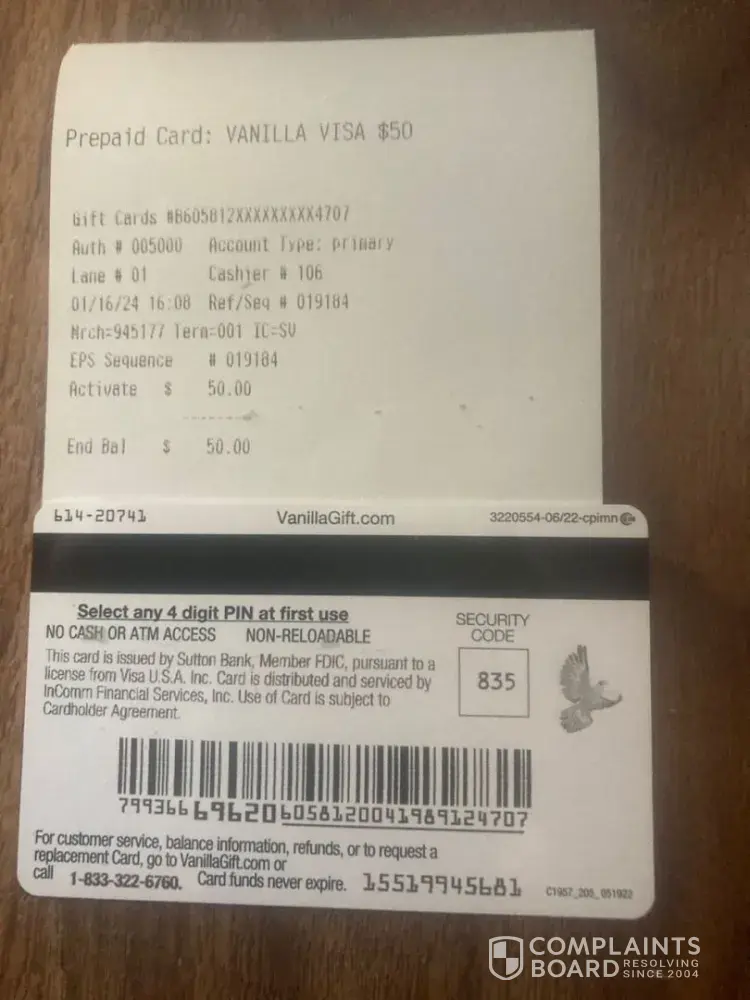 Prepaid Card: VANILLA VISA $50
Gift Cards #B605812XXXXXXXXX4707
Auth # 005000 Account Type: primary
Lane # 01 Cashier # 106
01/16/24 16:08 Ref/Seq # 019184
Mrch=945177 Term=001 IC=SV
EPS Sequence # 019184
Activate $ 50.00
--------
End Bal $ 50.00
614-20741 VanillaGift.com 3220554-06/22-cpimn
Select any 4 digit PIN at first use
NO CASH OR ATM ACCESS NON-RELOADABLE
SECURITY
CODE
835
This card is issued by Sutton Bank, Member FDIC, pursuant to a
license from Visa U.S.A. Inc. Card is distributed and serviced by
InComm Financial Services, Inc. Use of Card is subject to
Cardholder Agreement.
799366 69620 6058120041989124707
For customer service, balance information, refunds, or to request a
replacement Card, go to VanillaGift.com or
call 1-833-322-6760. Card funds never expire. 15519945681 C1957_205_051922
COMPLAINTS
BOARD RESOLVING
SINCE 2004